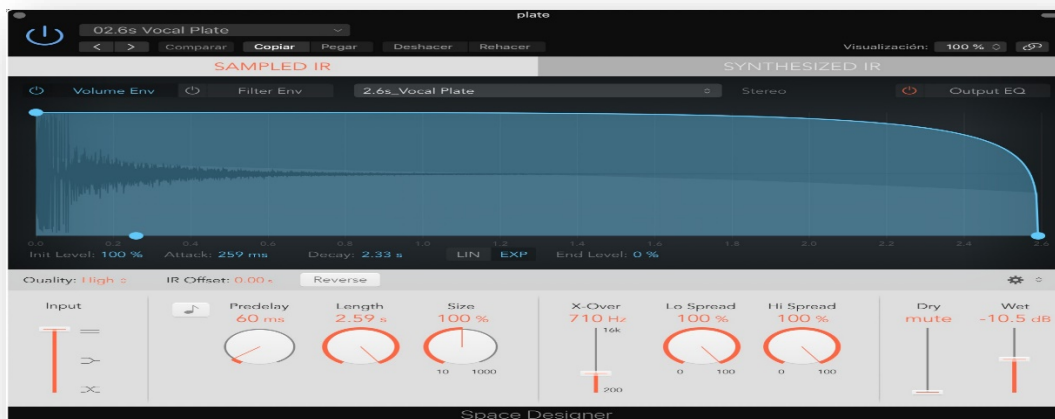 plate
02.6s Vocal Plate
< > Comparar Copiar Pegar Deshacer Rehacer Visualización: 100 %
SAMPLED IR SYNTHESIZED IR
Volume Env Filter Env 2.6s_Vocal Plate Stereo Output EQ
0.0 0.2 0.4 0.6 0.8 1.0 1.2 1.4 1.6 1.8 2.0 2.2 2.4 2.6
Init Level: 100 % Attack: 259 ms Decay: 2.33 s LIN EXP End Level: 0 %
Quality: High IR Offset: 0.00 s Reverse
Input Predelay Length Size X-Over Lo Spread Hi Spread Dry Wet
60 ms 2.59 s 100 % 710 Hz 100 % 100 % mute -10.5 dB
16k
10 1000 0 100 0 100
200
Space Designer